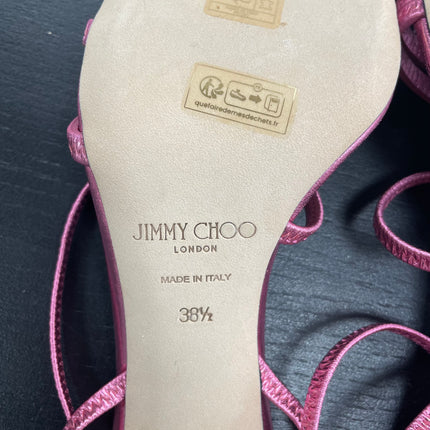 quefairedemesdechets.fr
JIMMY CHOO
LONDON
MADE IN ITALY
38½